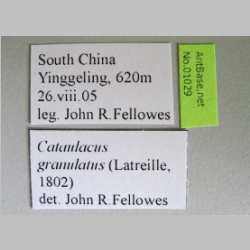 South China
Yinggeling, 620m
26.viii.05
leg. John R.Fellowes
AntBase.net
No.01029
Cataulacus
granulatus (Latreille,
1802)
det. John R.Fellowes